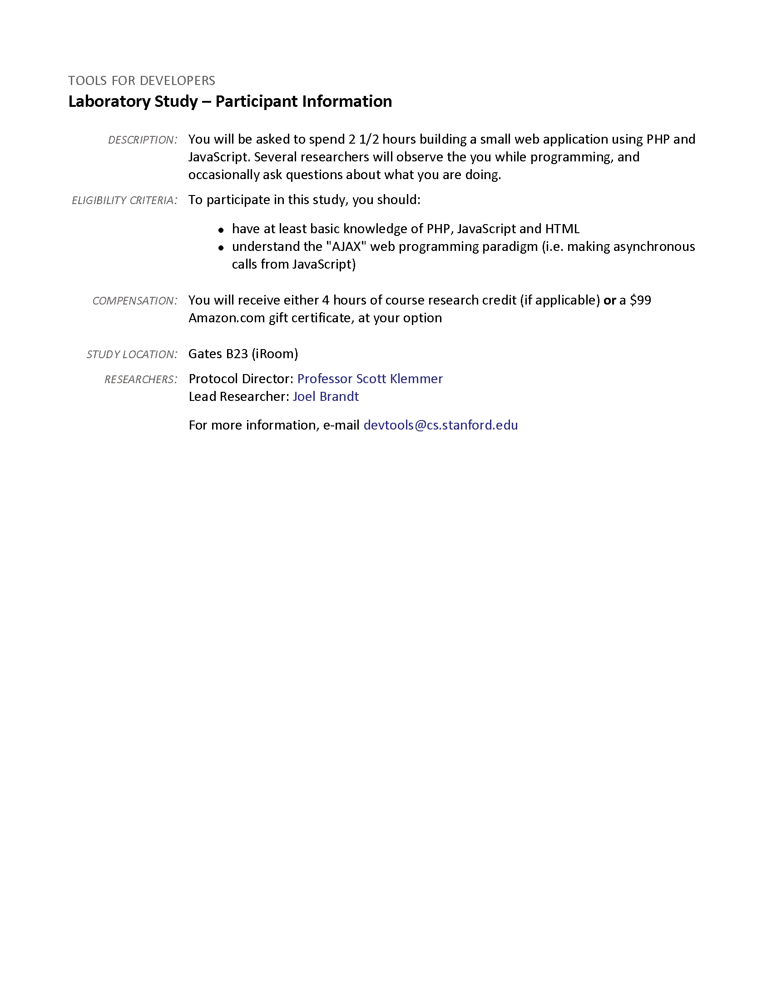 TOOLS FOR DEVELOPERS
Laboratory Study – Participant Information
DESCRIPTION: You will be asked to spend 2 1/2 hours building a small web application using PHP and
JavaScript. Several researchers will observe the you while programming, and
occasionally ask questions about what you are doing.
ELIGIBILITY CRITERIA: To participate in this study, you should:
• have at least basic knowledge of PHP, JavaScript and HTML
• understand the "AJAX" web programming paradigm (i.e. making asynchronous
calls from JavaScript)
COMPENSATION: You will receive either 4 hours of course research credit (if applicable) or a $99
Amazon.com gift certificate, at your option
STUDY LOCATION: Gates B23 (iRoom)
RESEARCHERS: Protocol Director: Professor Scott Klemmer
Lead Researcher: Joel Brandt
For more information, e-mail devtools@cs.stanford.edu